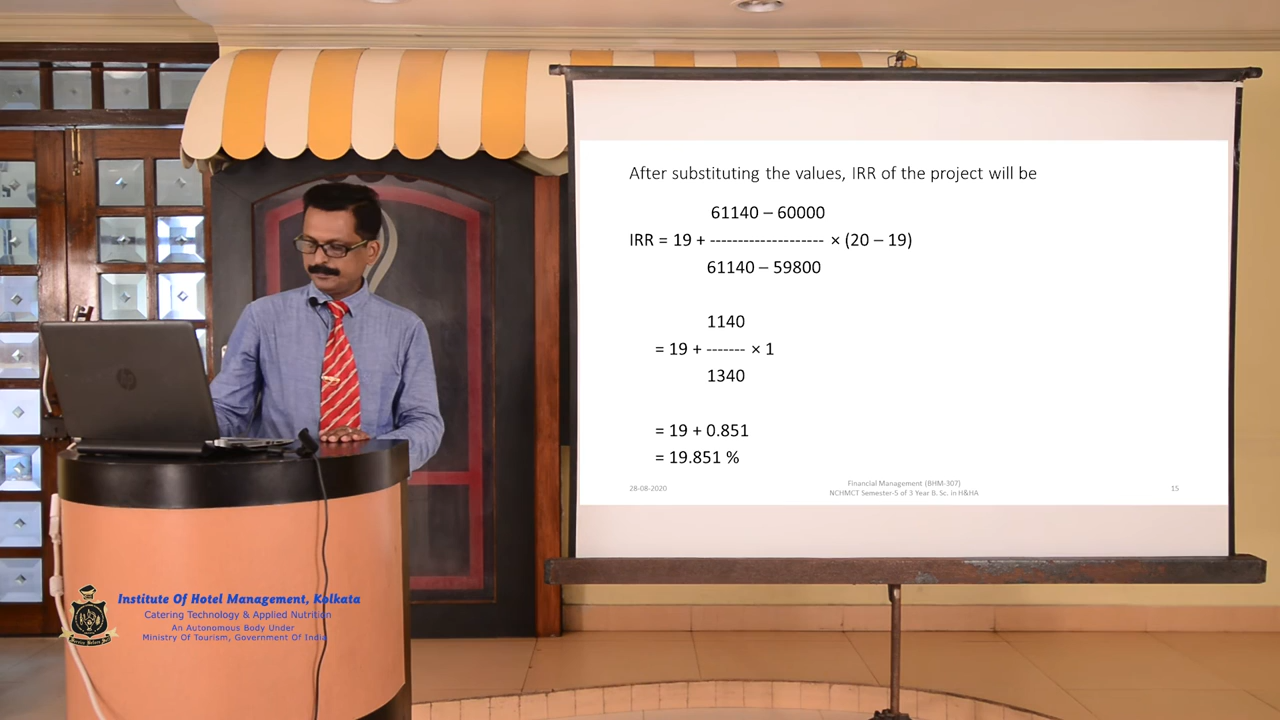 After substituting the values, IRR of the project will be
61140 – 60000
IRR = 19 + -------------------- × (20 – 19)
61140 – 59800
1140
= 19 + ------- × 1
1340
= 19 + 0.851
= 19.851 %
28-08-2020
Financial Management (BHM-307)
NCHMCT Semester-5 of 3 Year B. Sc. in H&HA
15
hp
Institute Of Hotel Management, Kolkata
Catering Technology & Applied Nutrition
An Autonomous Body Under
Ministry Of Tourism, Government Of India